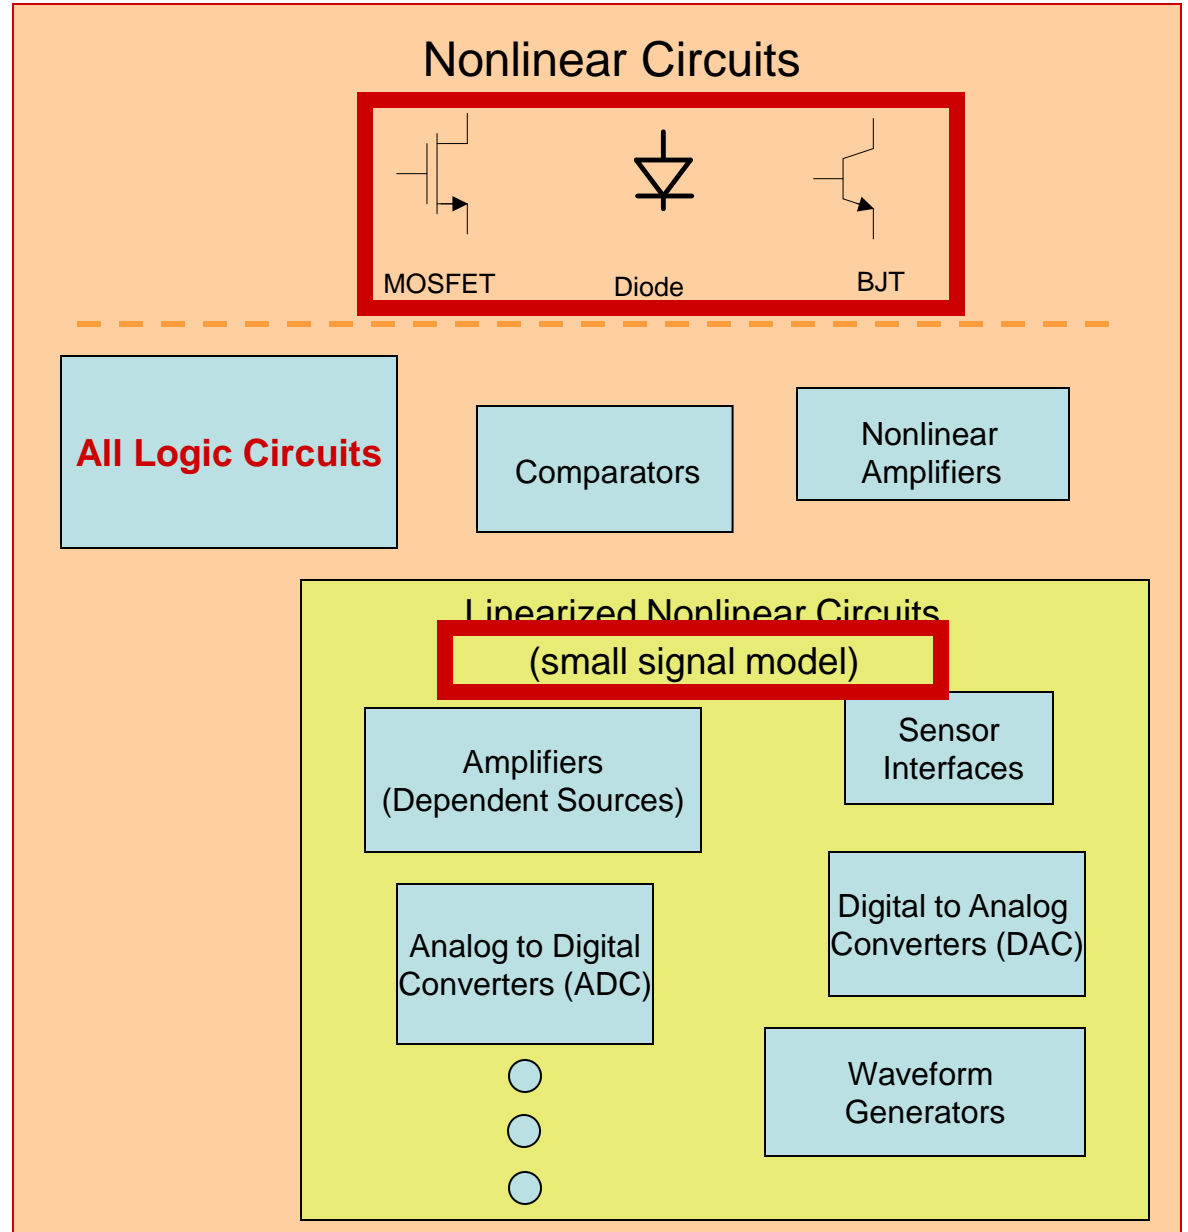 Nonlinear Circuits
MOSFET
Diode
BJT
All Logic Circuits
Comparators
Nonlinear
Amplifiers
Linearized Nonlinear Circuits
(small signal model)
Amplifiers
(Dependent Sources)
Sensor
Interfaces
Analog to Digital
Converters (ADC)
Digital to Analog
Converters (DAC)
Waveform
Generators